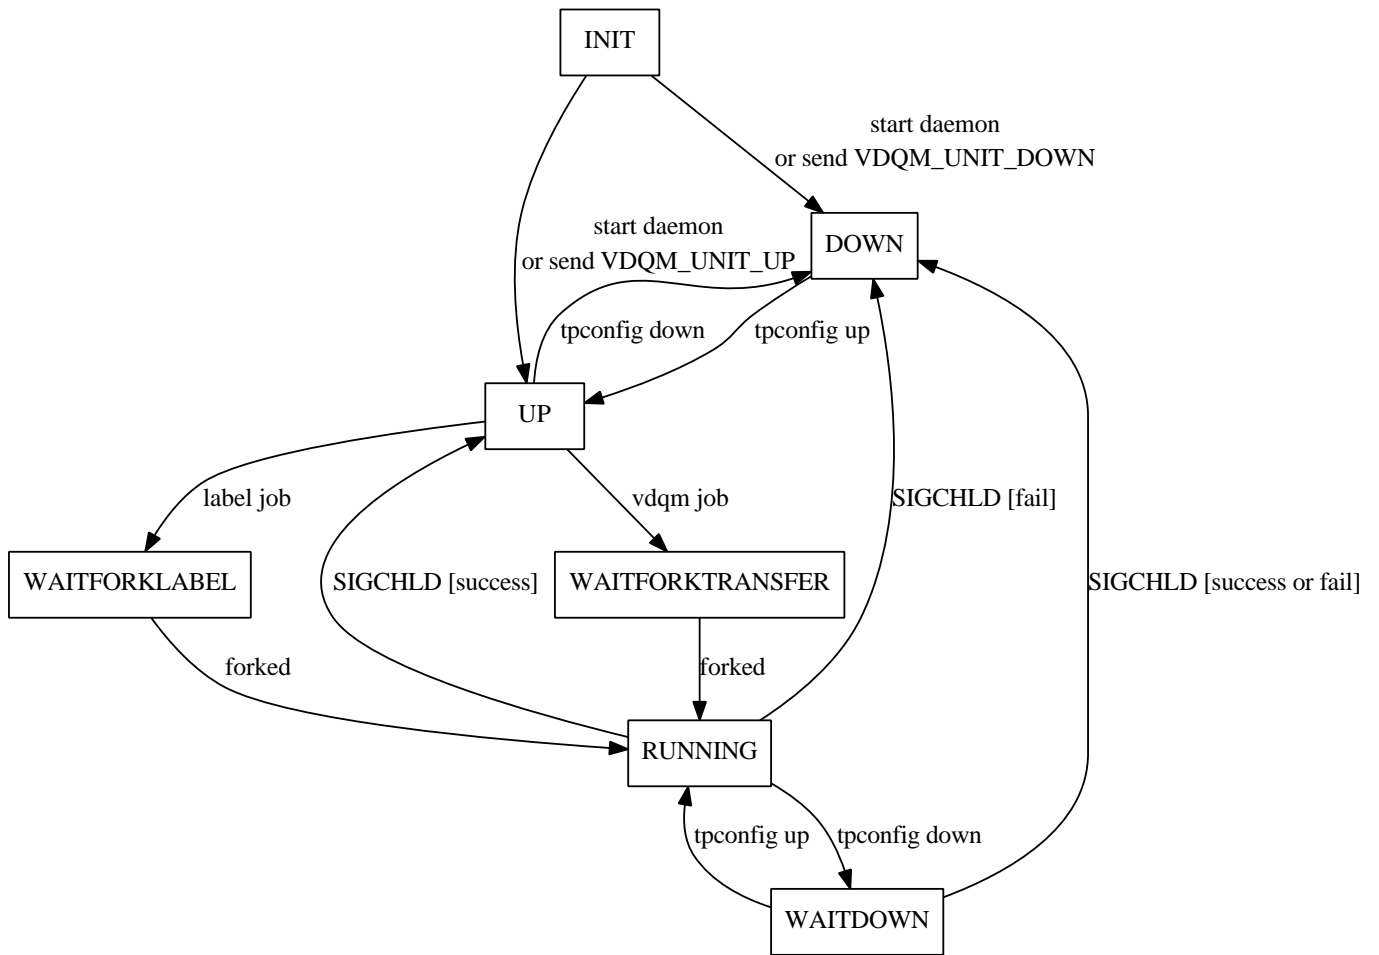 INIT
start daemon
or send VDQM_UNIT_DOWN
start daemon
or send VDQM_UNIT_UP
DOWN
tpconfig down
tpconfig up
UP
label job
vdqm job
SIGCHLD [fail]
WAITFORKLABEL
SIGCHLD [success]
WAITFORKTRANSFER
SIGCHLD [success or fail]
forked
forked
RUNNING
tpconfig up
tpconfig down
WAITDOWN